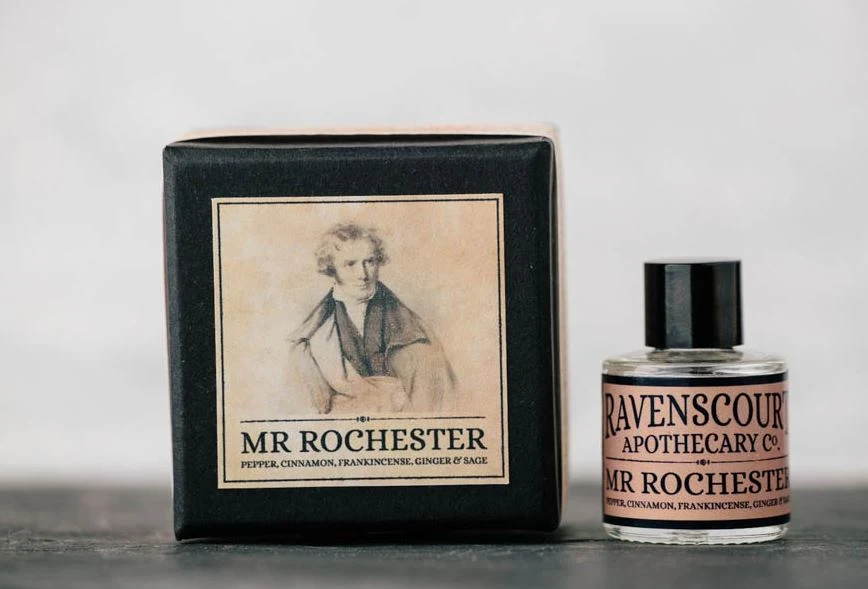 MR ROCHESTER
PEPPER, CINNAMON, FRANKINCENSE, GINGER & SAGE
RAVENSCOURT
APOTHECARY Co.
MR ROCHESTER
PEPPER, CINNAMON, FRANKINCENSE, GINGER & SAGE